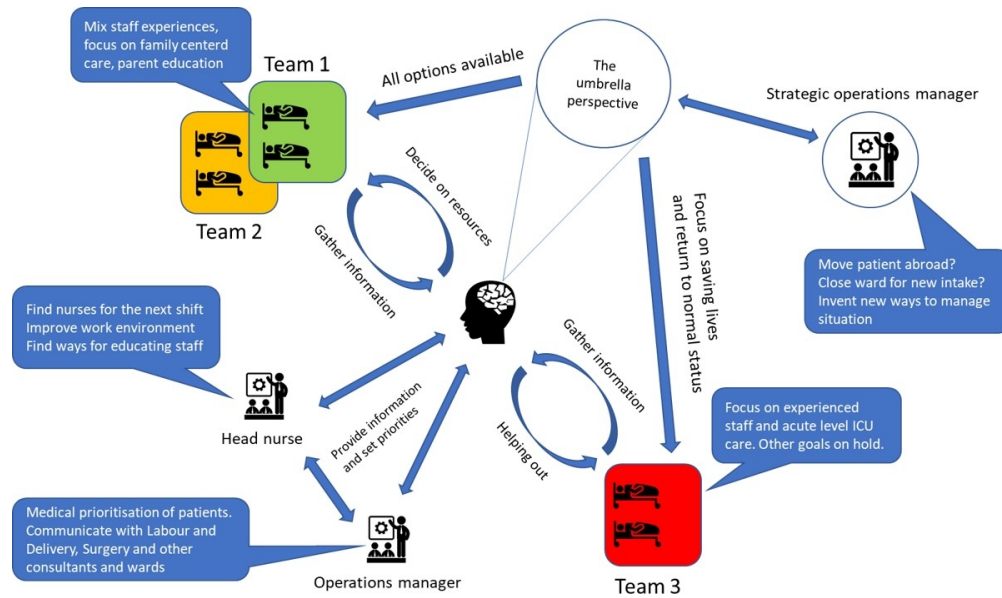 Mix staff experiences,
focus on family centerd
care, parent education
Team 1
All options available
The
umbrella
perspective
Strategic operations manager
Team 2
Decide on resources
Gather information
Focus on saving lives
and return to normal status
Move patient abroad?
Close ward for new intake?
Invent new ways to manage
situation
Find nurses for the next shift
Improve work environment
Find ways for educating staff
Head nurse
Provide information
and set priorities
Gather information
Helping out
Focus on experienced
staff and acute level ICU
care. Other goals on hold.
Medical prioritisation of patients.
Communicate with Labour and
Delivery, Surgery and other
consultants and wards
Operations manager
Team 3